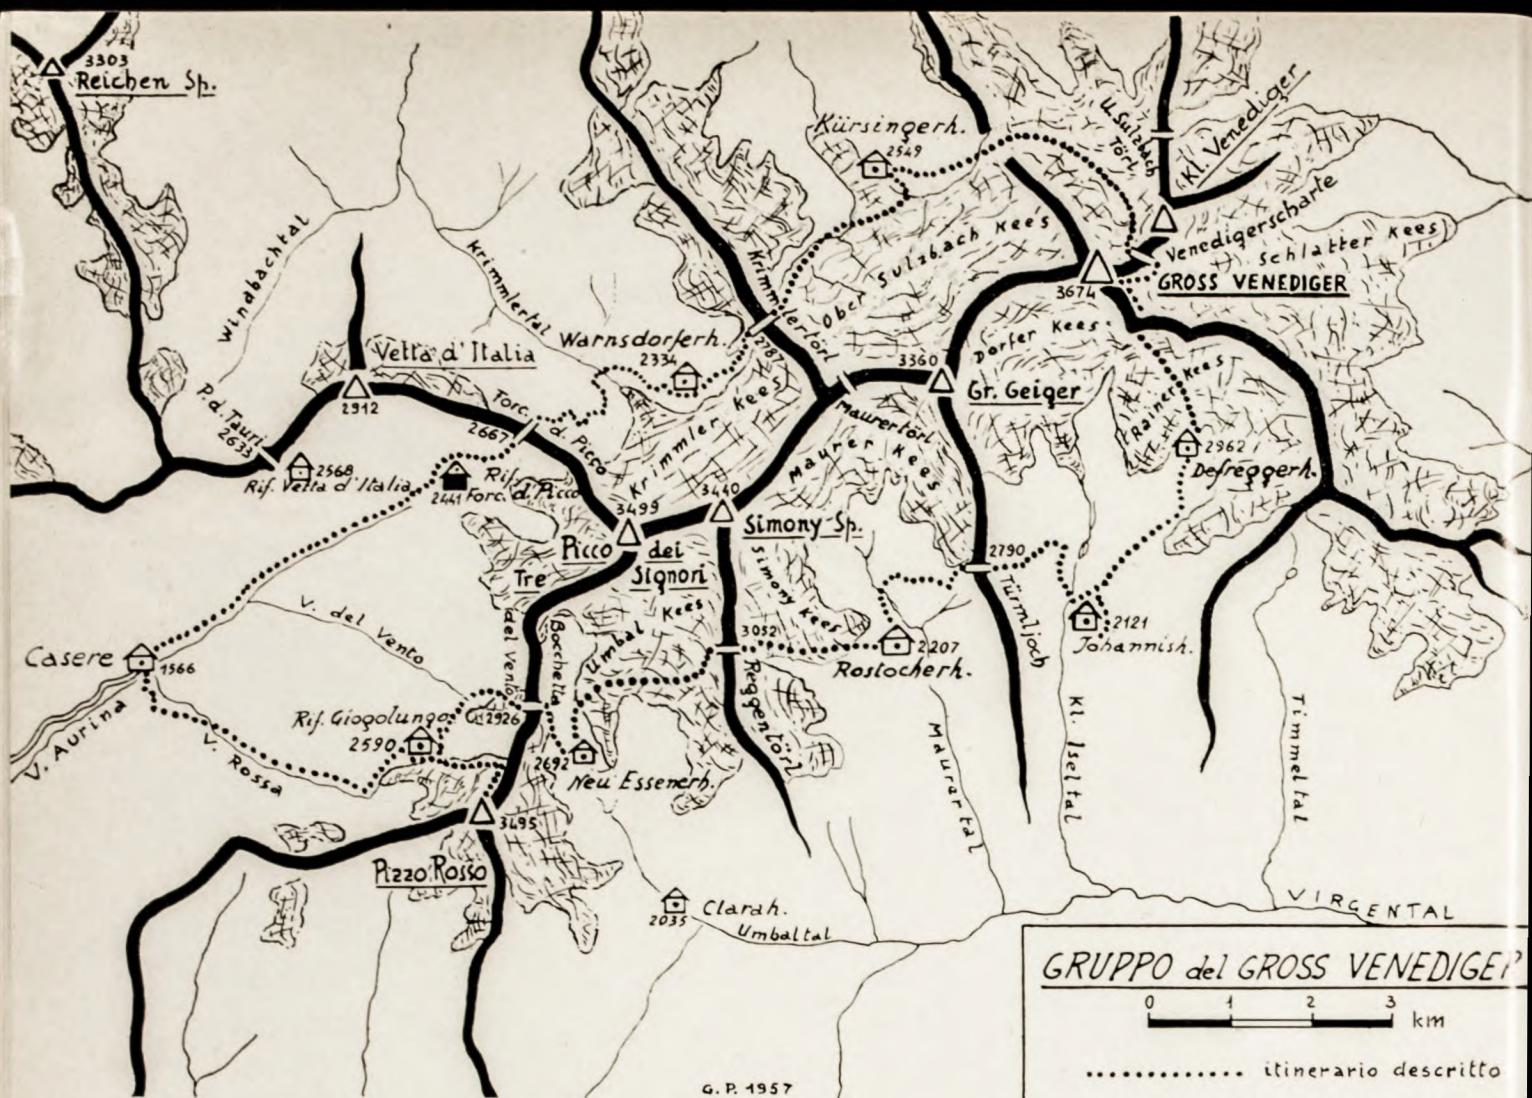 3303
Reichen Sp.
Kürsingerh.
2549
U. Sulzbach
Törl
Kl. Venediger
Venedigerscharte
Schlatter Kees
GROSS VENEDIGER
3674
Windbachtal
Krimmlertal
Krimmlertörl
2787
Ober Sulzbach Kees
Warnsdorferh.
2334
Vetta d'Italia
2912
3360
Gr. Geiger
Dorfer Kees
Rainer Kees
P.d. Tauri
2633
2568
Rif. Vetta d'Italia
Forc. d. Picco
2667
Rif.
Forc. d. Picco
2441
Krimmler Kees
Maurertörl
Maurer Kees
2962
Defreggerh.
3499
Picco dei
Tre Signori
3440
Simony-Sp.
Simony Kees
2790
Türmljoch
2121
Johannish.
Casere
1566
V. del Vento
Bocchetta
del Vento
Umbal Kees
3052
Reggentörl
2207
Rostocherh.
V. Aurina
V. Rossa
Rif. Giogolungo
2590
2926
2692
Neu Essenerh.
Maurertal
Kl. Iseltal
Timmeltal
3495
Pizzo Rosso
2035
Clarah.
Umbaltal
VIRGENTAL
GRUPPO del GROSS VENEDIGER
0 1 2 3
km
itinerario descritto
G. P. 1957